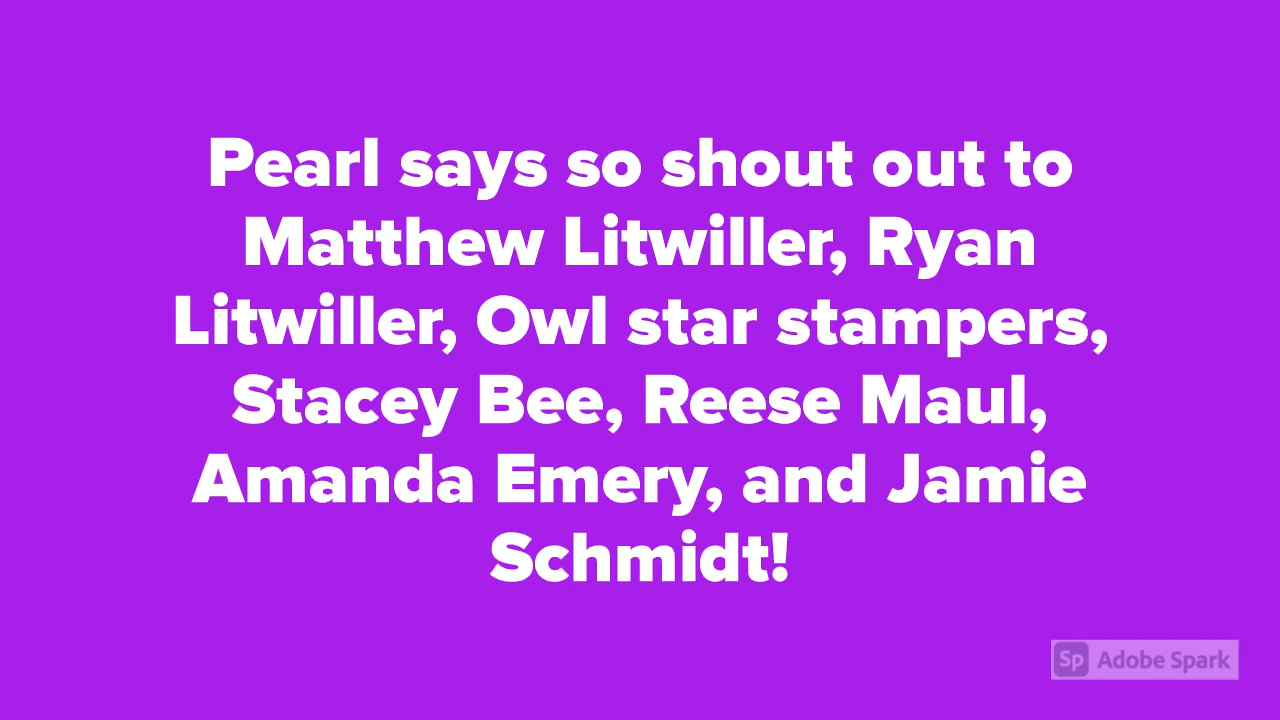 Pearl says so shout out to
Matthew Litwiller, Ryan
Litwiller, Owl star stampers,
Stacey Bee, Reese Maul,
Amanda Emery, and Jamie
Schmidt!
Sp Adobe Spark